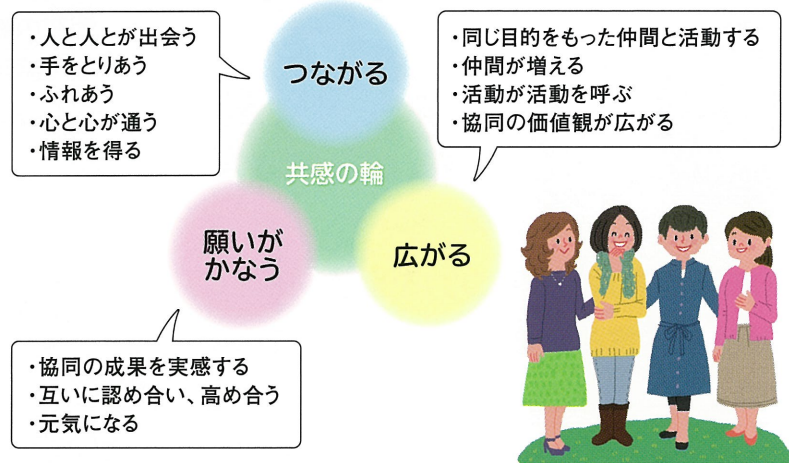 ・人と人とが出会う
・手をとりあう
・ふれあう
・心と心が通う
・情報を得る
つながる
・同じ目的をもった仲間と活動する
・仲間が増える
・活動が活動を呼ぶ
・協同の価値観が広がる
共感の輪
願いが
かなう
広がる
・協同の成果を実感する
・互いに認め合い、高め合う
・元気になる